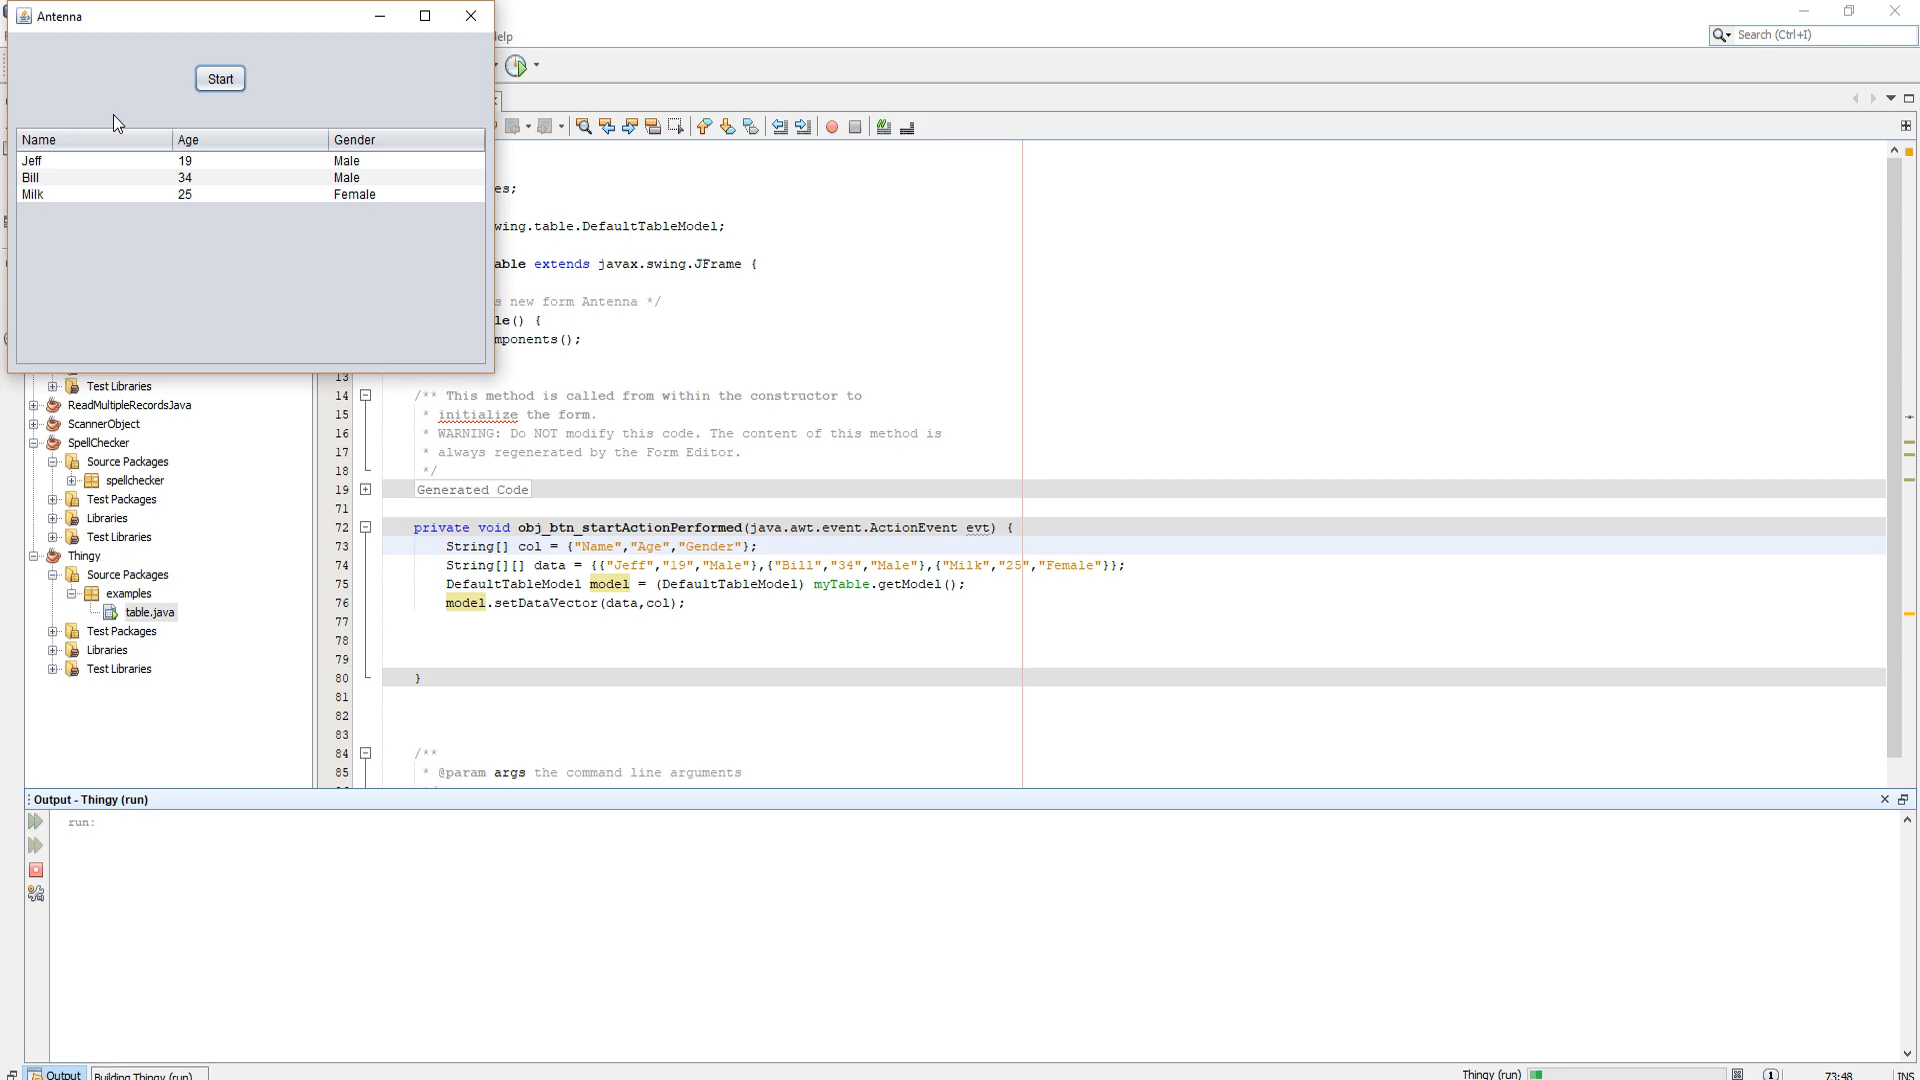 Antenna
elp
Search (Ctrl+I)
Start
Name Age Gender
Jeff 19 Male
Bill 34 Male
Milk 25 Female
es;
wing.table.DefaultTableModel;
able extends javax.swing.JFrame {
s new form Antenna */
le() {
mponents();
13
14 /** This method is called from within the constructor to
15 * initialize the form.
16 * WARNING: Do NOT modify this code. The content of this method is
17 * always regenerated by the Form Editor.
18 */
19 Generated Code
71
72 private void obj_btn_startActionPerformed(java.awt.event.ActionEvent evt) {
73 String[] col = {"Name","Age","Gender"};
74 String[][] data = {{"Jeff","19","Male"},{"Bill","34","Male"},{"Milk","25","Female"}};
75 DefaultTableModel model = (DefaultTableModel) myTable.getModel();
76 model.setDataVector(data,col);
77
78
79
80 }
81
82
83
84 /**
85 * @param args the command line arguments
Test Libraries
ReadMultipleRecordsJava
ScannerObject
SpellChecker
Source Packages
spellchecker
Test Packages
Libraries
Test Libraries
Thingy
Source Packages
examples
table.java
Test Packages
Libraries
Test Libraries
Output - Thingy (run)
run:
Output Building Thingy (run)... Thingy (run) 1 73:48 INS